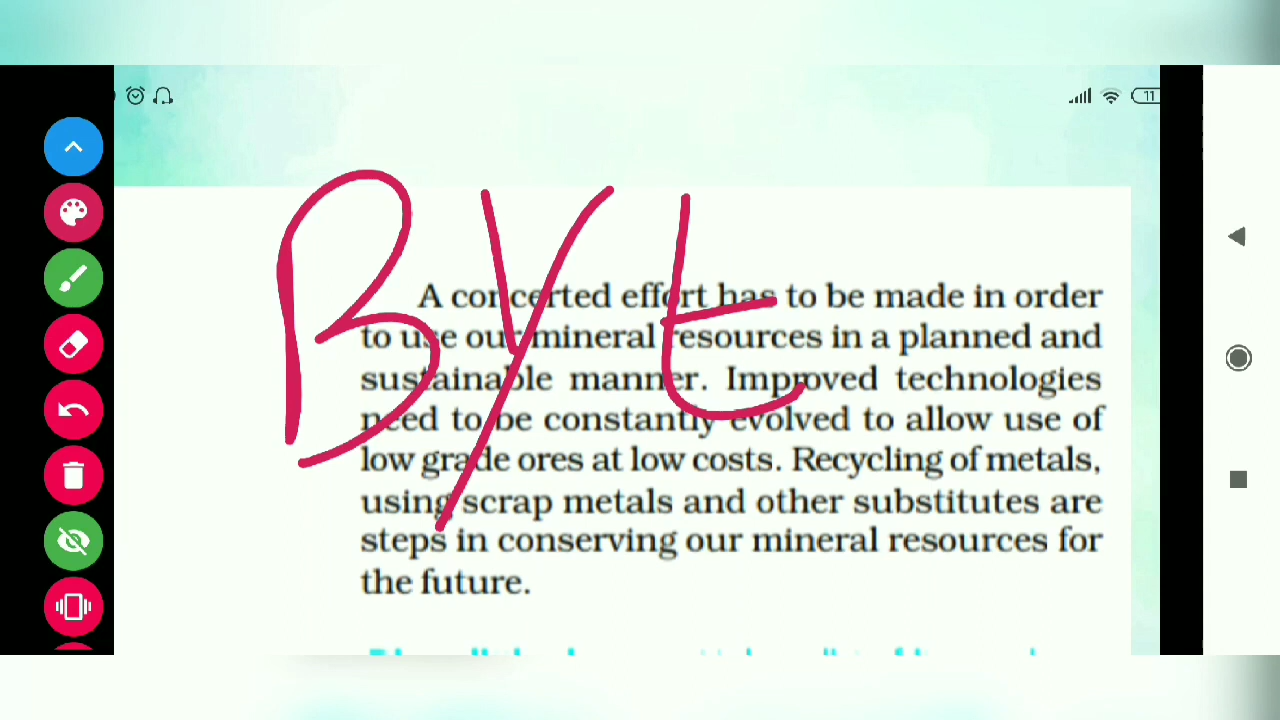 11
Byt
A concerted effort has to be made in order
to use our mineral resources in a planned and
sustainable manner. Improved technologies
need to be constantly evolved to allow use of
low grade ores at low costs. Recycling of metals,
using scrap metals and other substitutes are
steps in conserving our mineral resources for
the future.